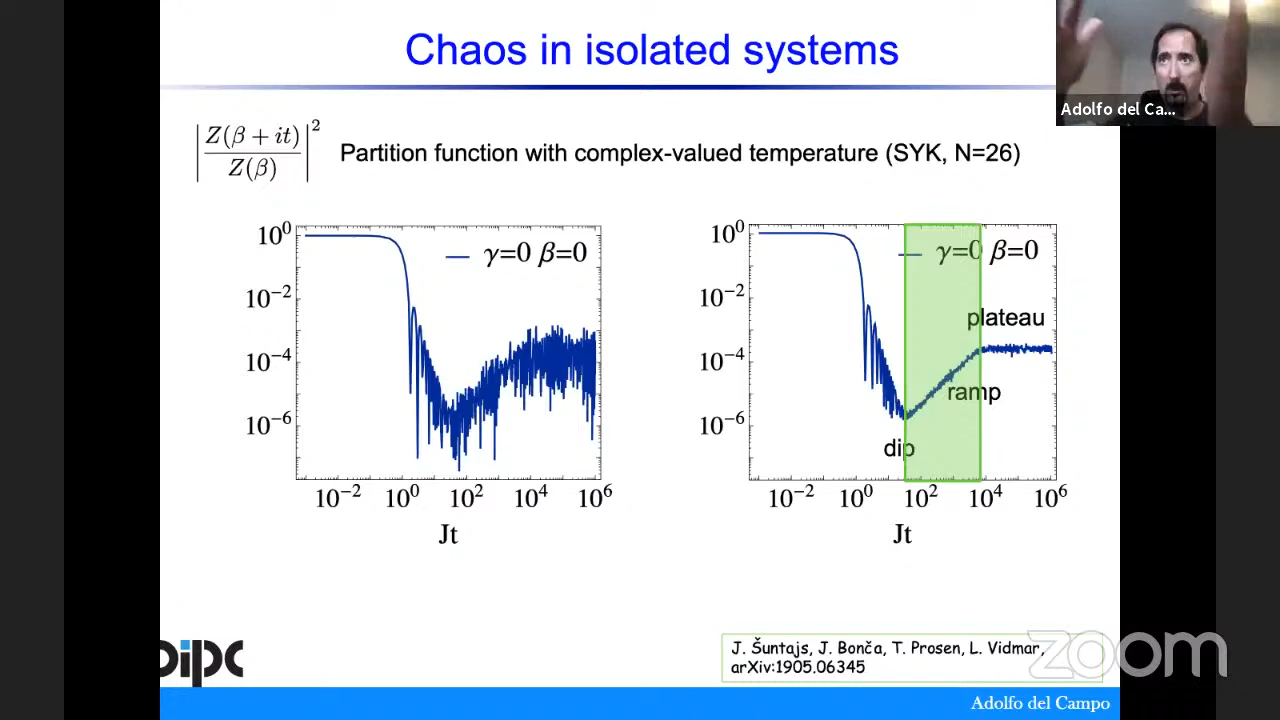 Chaos in isolated systems
Adolfo del Ca...
|Z(β + it)/Z(β)|² Partition function with complex-valued temperature (SYK, N=26)
10⁰
10⁻²
10⁻⁴
10⁻⁶
γ=0 β=0
10⁻² 10⁰ 10² 10⁴ 10⁶
Jt
10⁰
10⁻²
10⁻⁴
10⁻⁶
γ=0 β=0
plateau
ramp
dip
10⁻² 10⁰ 10² 10⁴ 10⁶
Jt
dipc
J. Šuntajs, J. Bonča, T. Prosen, L. Vidmar,
arXiv:1905.06345
zoom
Adolfo del Campo